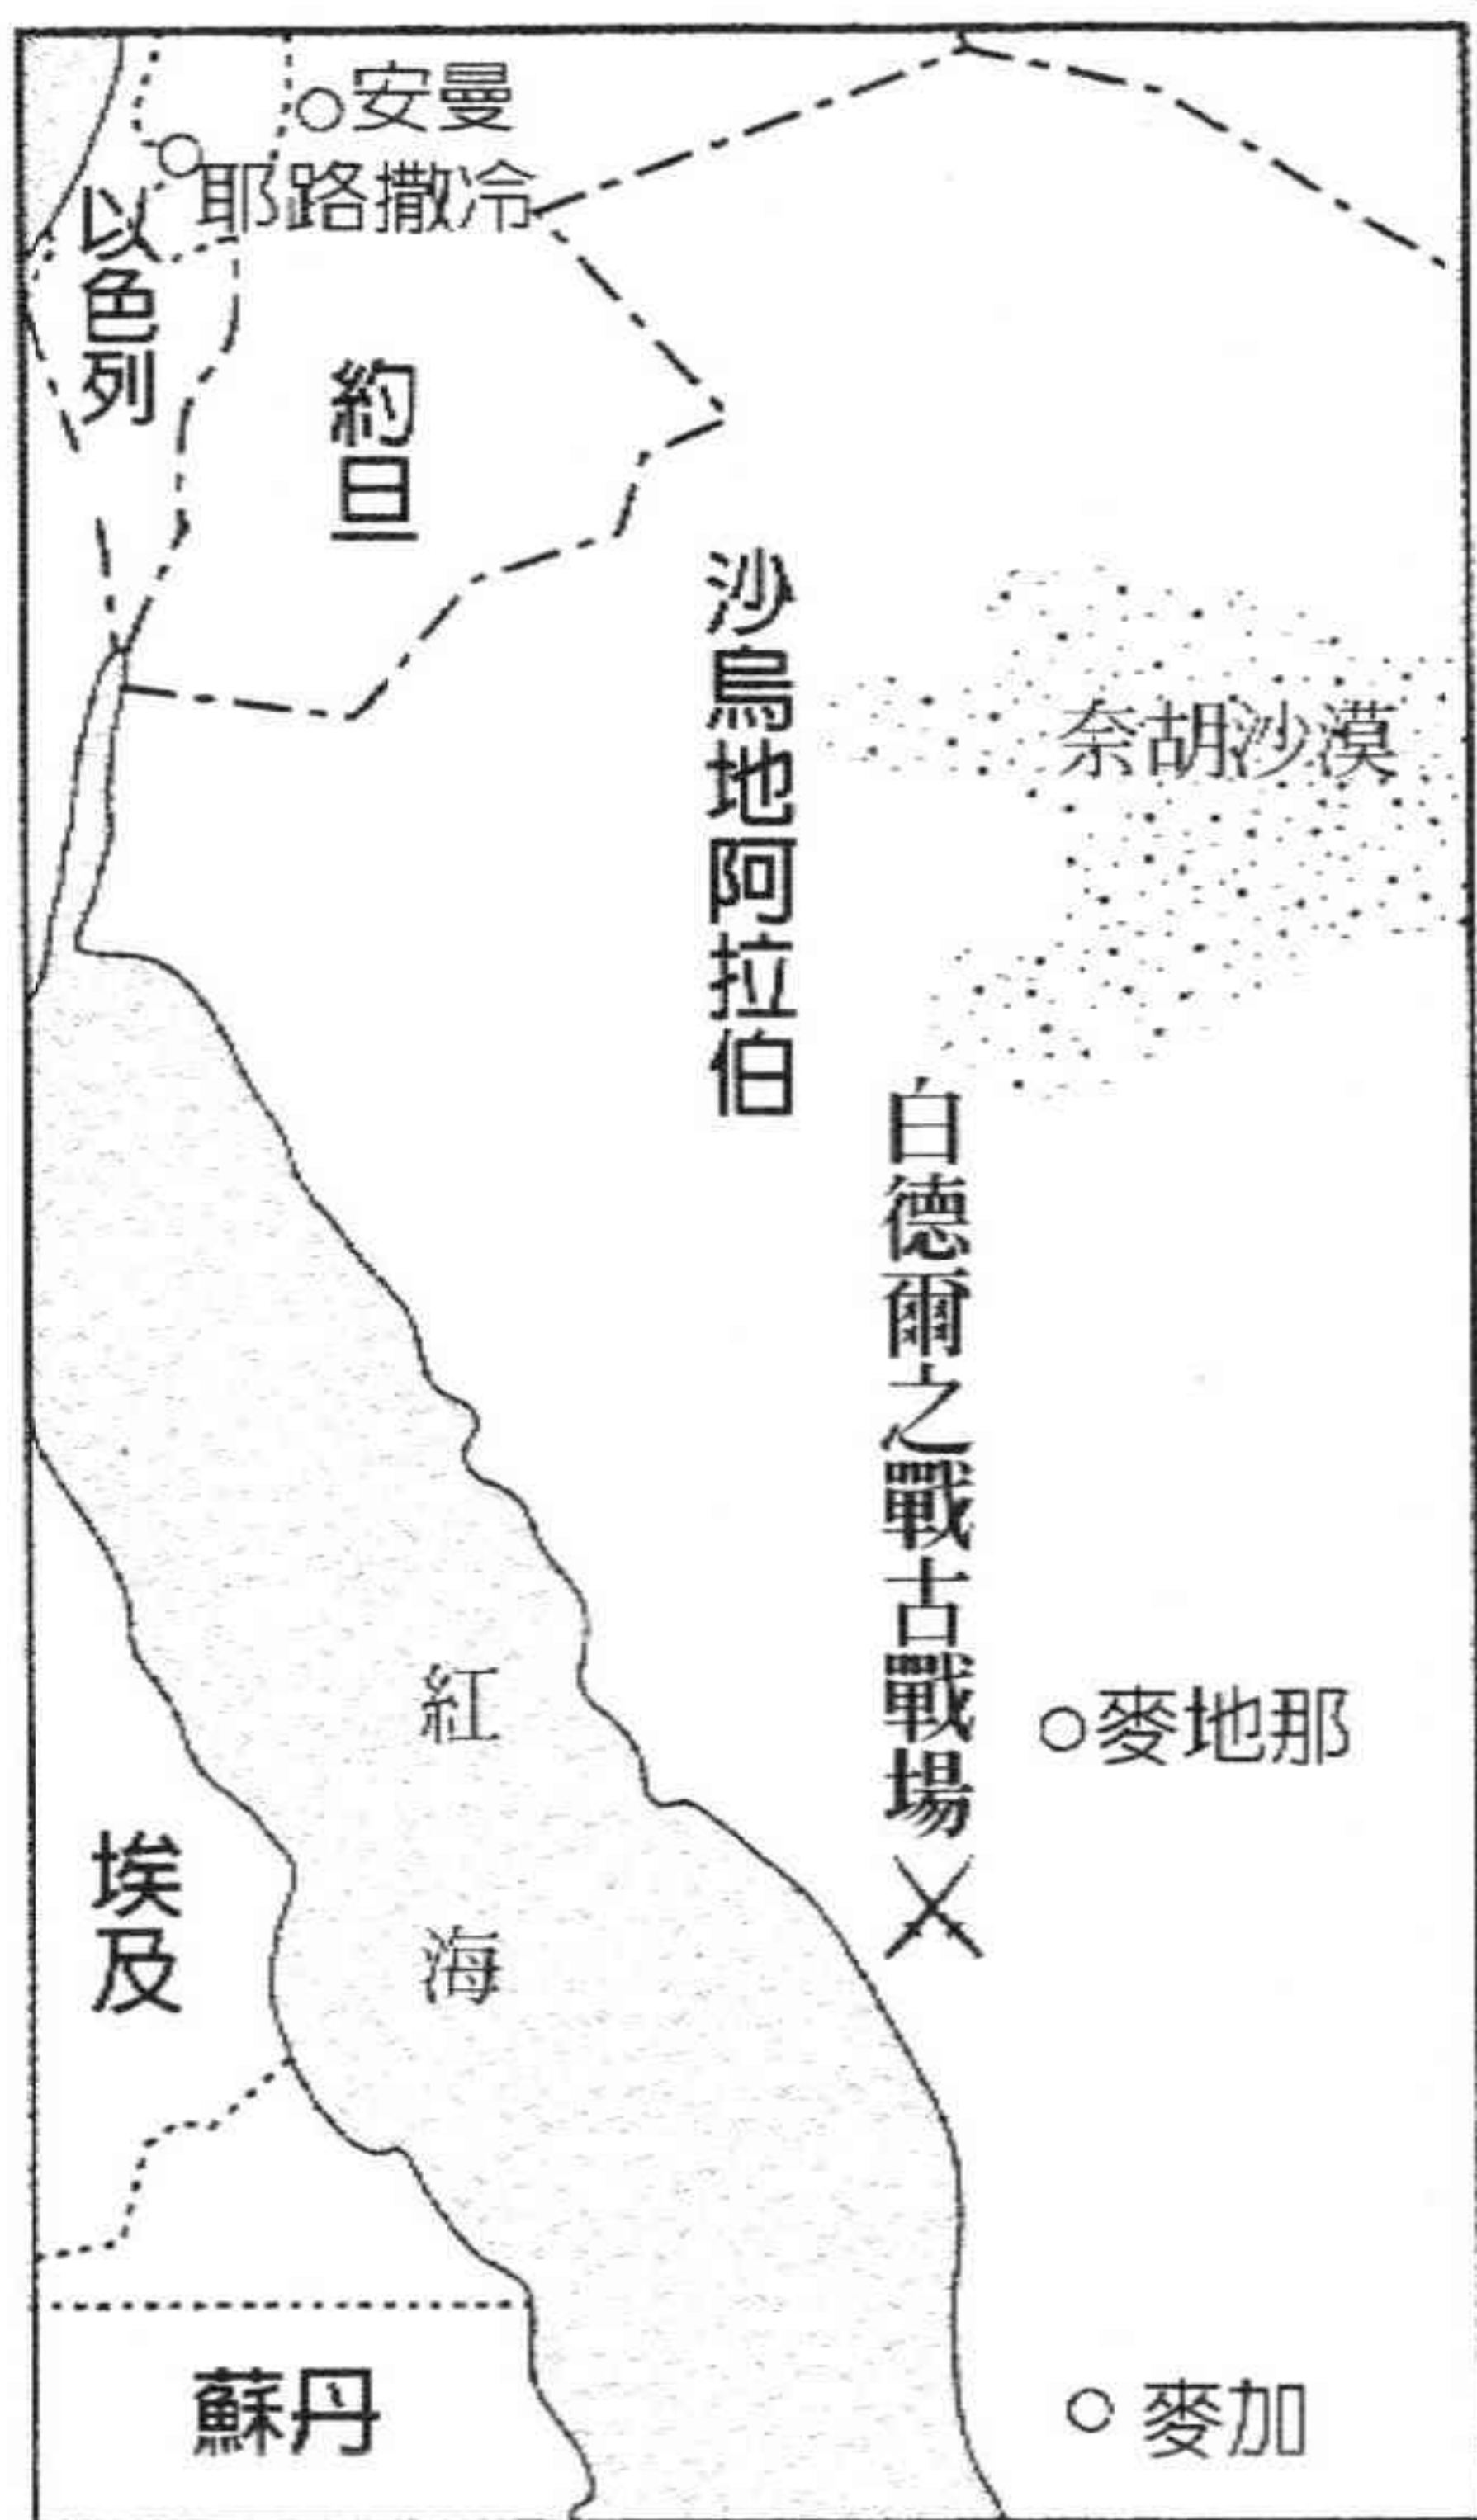 安曼
耶路撒冷
以色列
約旦
沙烏地阿拉伯
奈胡沙漠
白德爾之戰古戰場
麥地那
紅海
埃及
蘇丹
麥加